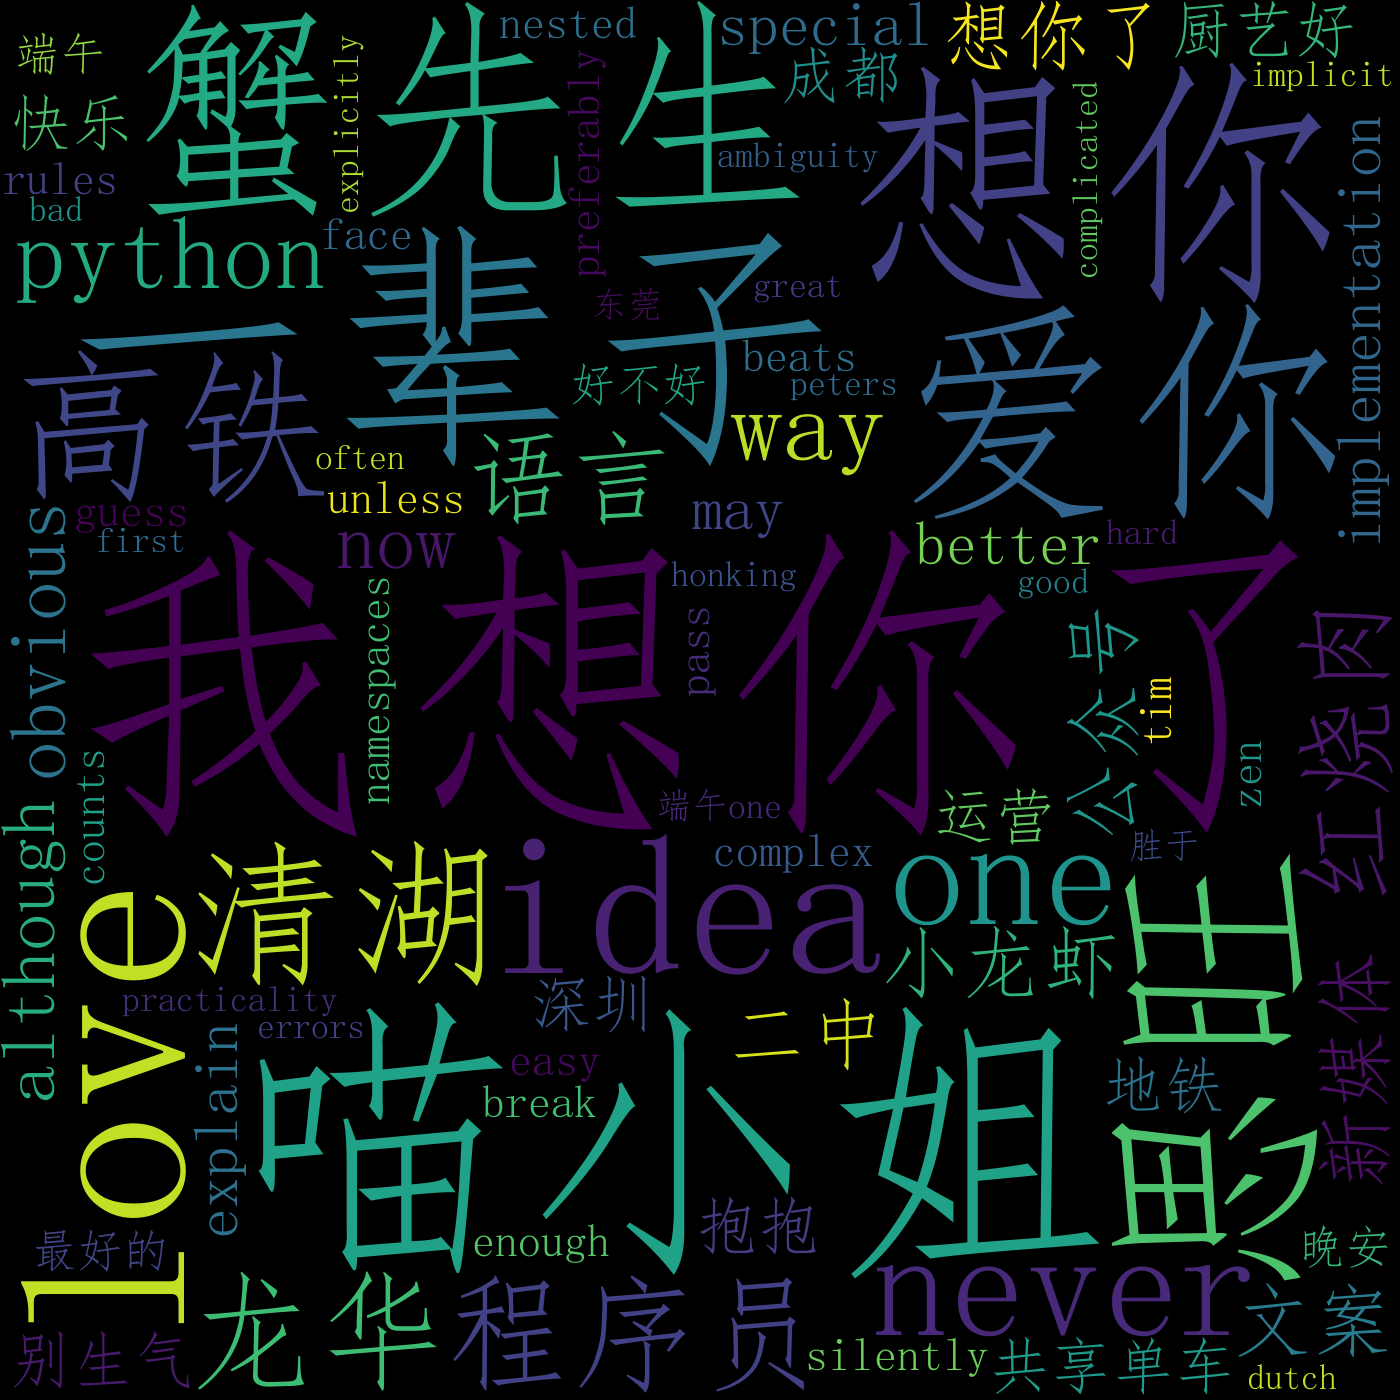 端午
快乐
蟹先生
nested
special
想你了
厨艺好
成都
implicit
explicitly
preferably
ambiguity
想你
complicated
implementation
rules
bad
python
face
一辈子
东莞
great
beats
peters
好不好
爱你
高铁
often
unless
语言
way
guess
first
now
may
better
hard
good
honking
obvious
我想你了
namespaces
pass
公众号
tim
zen
红烧肉
counts
端午one
运营
胜于
complex
although
love
清湖
idea
one
小龙虾
思旺
practicality
errors
深圳
二中
easy
break
地铁
新媒体
explain
喵小姐
enough
抱抱
最好的
晚安
龙华
程序员
never
文案
别生气
silently
共享单车
dutch